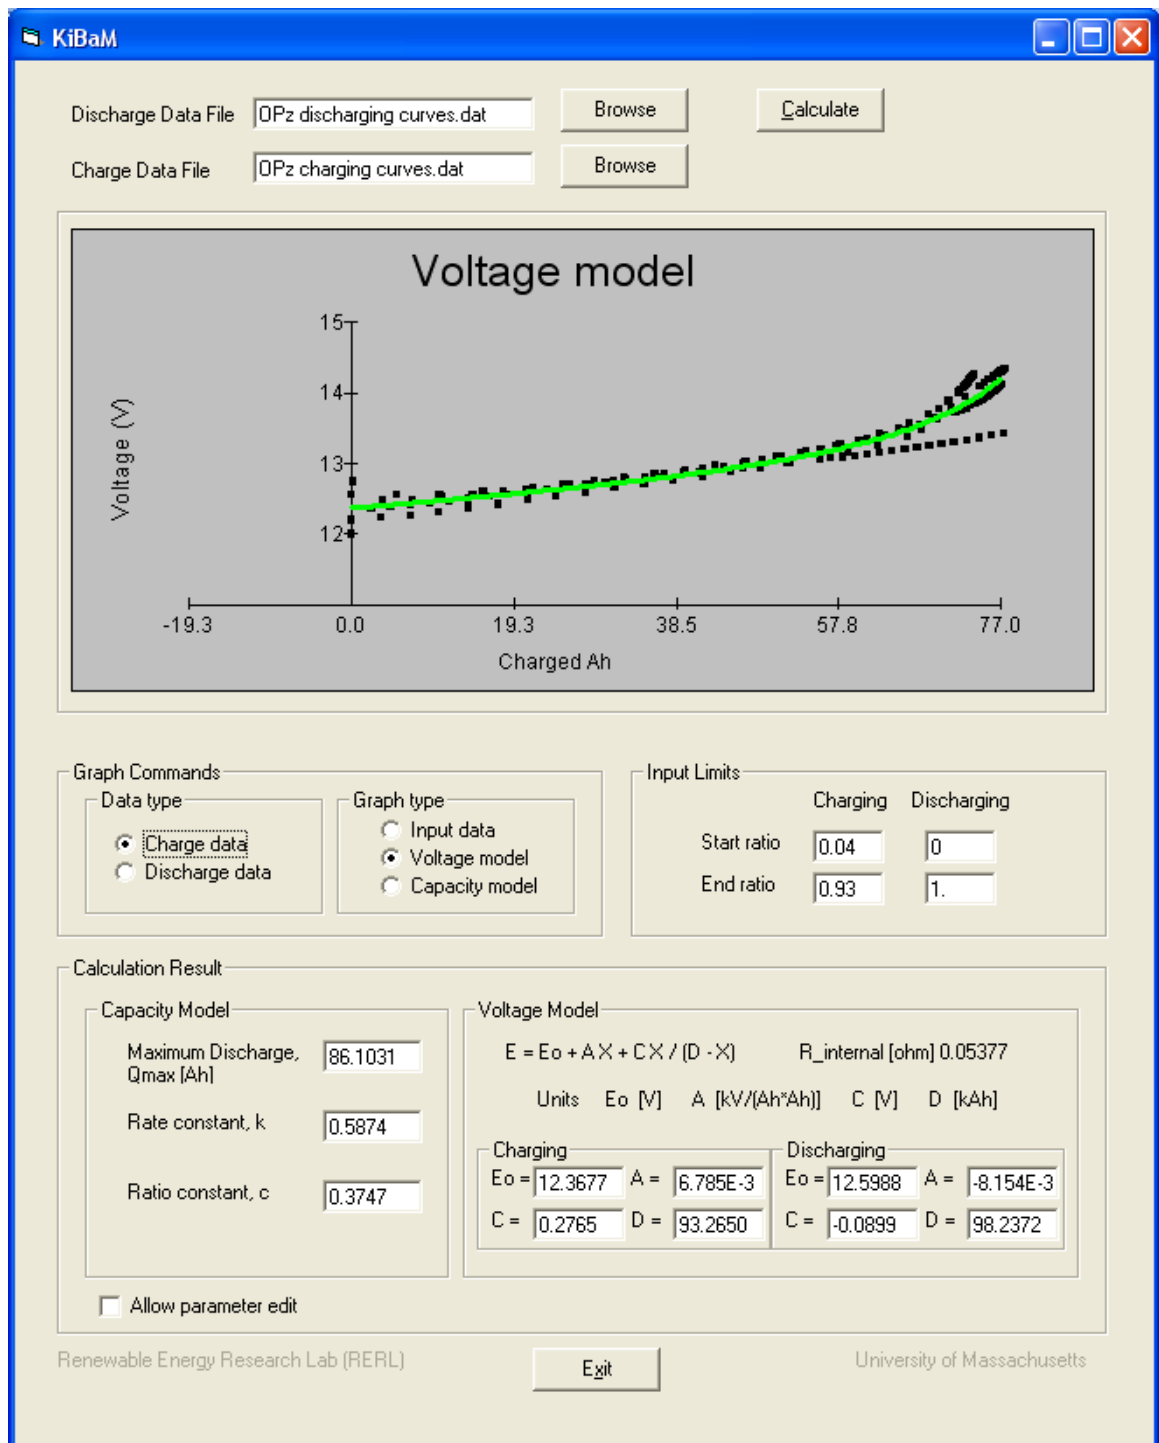 KiBaM
Discharge Data File OPz discharging curves.dat Browse Calculate
Charge Data File OPz charging curves.dat Browse
Voltage model
15
14
13
12
Voltage (V)
-19.3 0.0 19.3 38.5 57.8 77.0
Charged Ah
Graph Commands
Data type
Charge data
Discharge data
Graph type
Input data
Voltage model
Capacity model
Input Limits
Charging Discharging
Start ratio 0.04 0
End ratio 0.93 1.
Calculation Result
Capacity Model
Maximum Discharge,
Qmax [Ah] 86.1031
Rate constant, k 0.5874
Ratio constant, c 0.3747
Voltage Model
E = Eo + A X + C X / (D - X) R_internal [ohm] 0.05377
Units Eo [V] A [kV/(Ah*Ah)] C [V] D [kAh]
Charging
Eo = 12.3677 A = 6.785E-3
C = 0.2765 D = 93.2650
Discharging
Eo = 12.5988 A = -8.154E-3
C = -0.0899 D = 98.2372
Allow parameter edit
Renewable Energy Research Lab (RERL) Exit University of Massachusetts